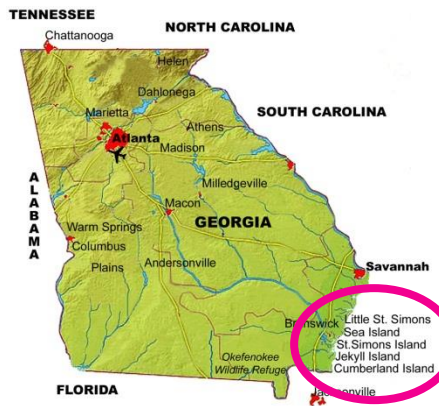 TENNESSEE
NORTH CAROLINA
Chattanooga
Helen
Dahlonega
Marietta
SOUTH CAROLINA
Athens
Atlanta
Madison
ALABAMA
Milledgeville
Macon
GEORGIA
Warm Springs
Columbus
Andersonville
Plains
Savannah
Brunswick
Little St. Simons
Sea Island
St.Simons Island
Jekyll Island
Cumberland Island
Okefenokee
Wildlife Refuge
FLORIDA
Jacksonville